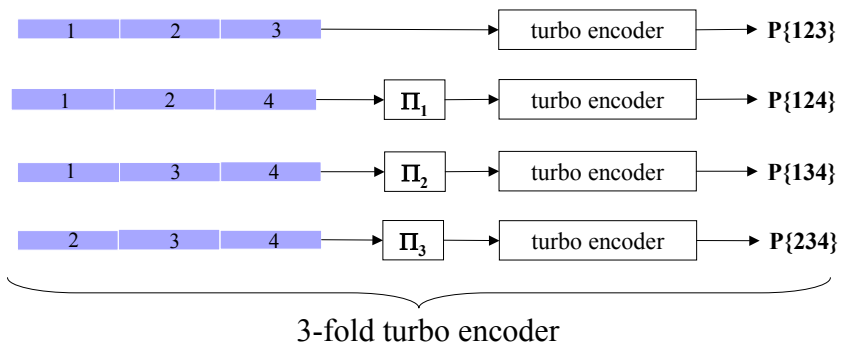 1 2 3 turbo encoder P{123}
1 2 4 Π1 turbo encoder P{124}
1 3 4 Π2 turbo encoder P{134}
2 3 4 Π3 turbo encoder P{234}
3-fold turbo encoder